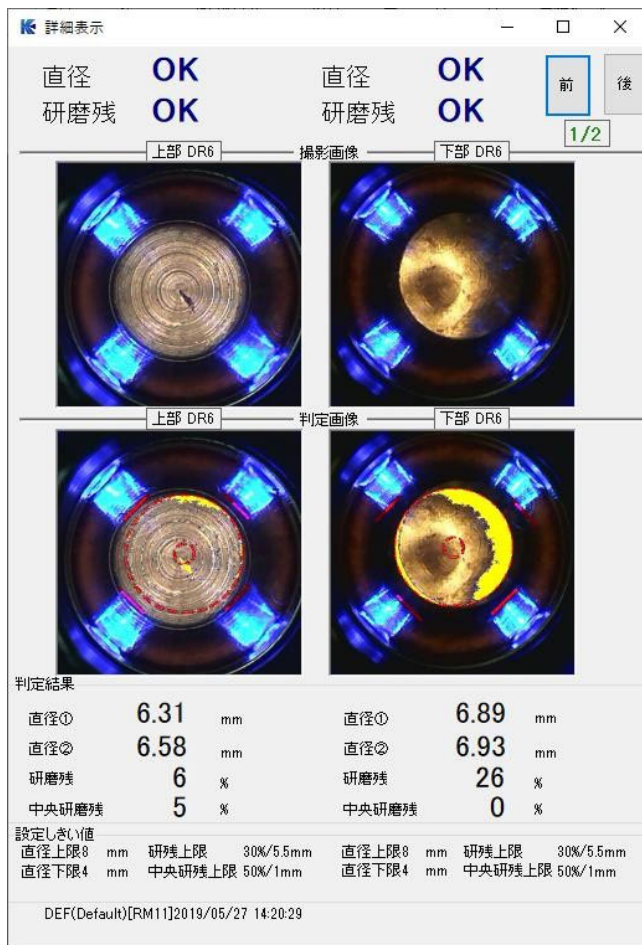 詳細表示
直径 OK 直径 OK 前 後
研磨残 OK 研磨残 OK
1/2
上部 DR6 撮影画像 下部 DR6
上部 DR6 判定画像 下部 DR6
判定結果
直径① 6.31 mm 直径① 6.89 mm
直径② 6.58 mm 直径② 6.93 mm
研磨残 6 % 研磨残 26 %
中央研磨残 5 % 中央研磨残 0 %
設定しきい値
直径上限8 mm 研残上限 30%/5.5mm 直径上限8 mm 研残上限 30%/5.5mm
直径下限4 mm 中央研残上限 50%/1mm 直径下限4 mm 中央研残上限 50%/1mm
DEF(Default)[RM11]2019/05/27 14:20:29